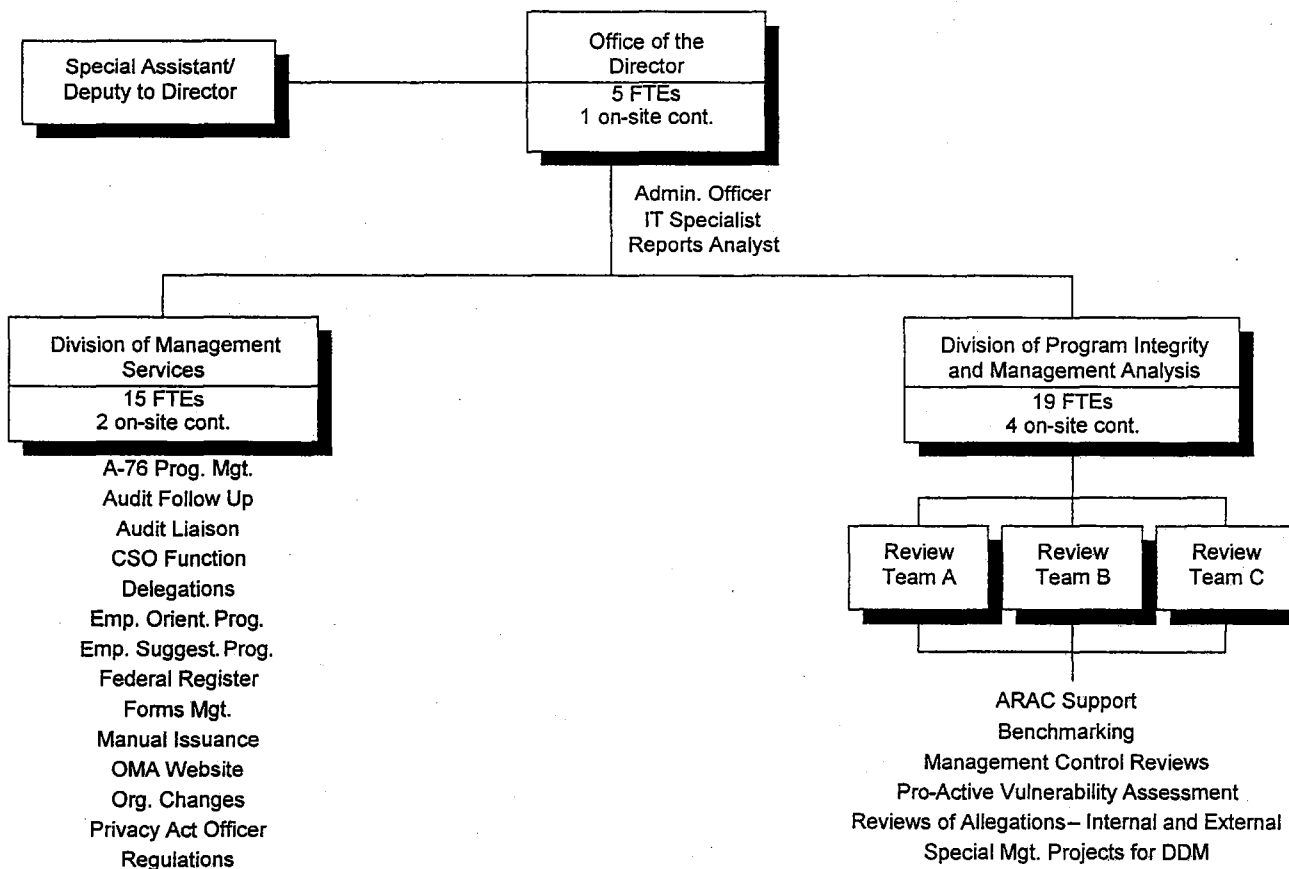 Special Assistant/
Deputy to Director
Office of the
Director
5 FTEs
1 on-site cont.
Admin. Officer
IT Specialist
Reports Analyst
Division of Management
Services
15 FTEs
2 on-site cont.
A-76 Prog. Mgt.
Audit Follow Up
Audit Liaison
CSO Function
Delegations
Emp. Orient. Prog.
Emp. Suggest. Prog.
Federal Register
Forms Mgt.
Manual Issuance
OMA Website
Org. Changes
Privacy Act Officer
Regulations
Division of Program Integrity
and Management Analysis
19 FTEs
4 on-site cont.
Review
Team A
Review
Team B
Review
Team C
ARAC Support
Benchmarking
Management Control Reviews
Pro-Active Vulnerability Assessment
Reviews of Allegations– Internal and External
Special Mgt. Projects for DDM